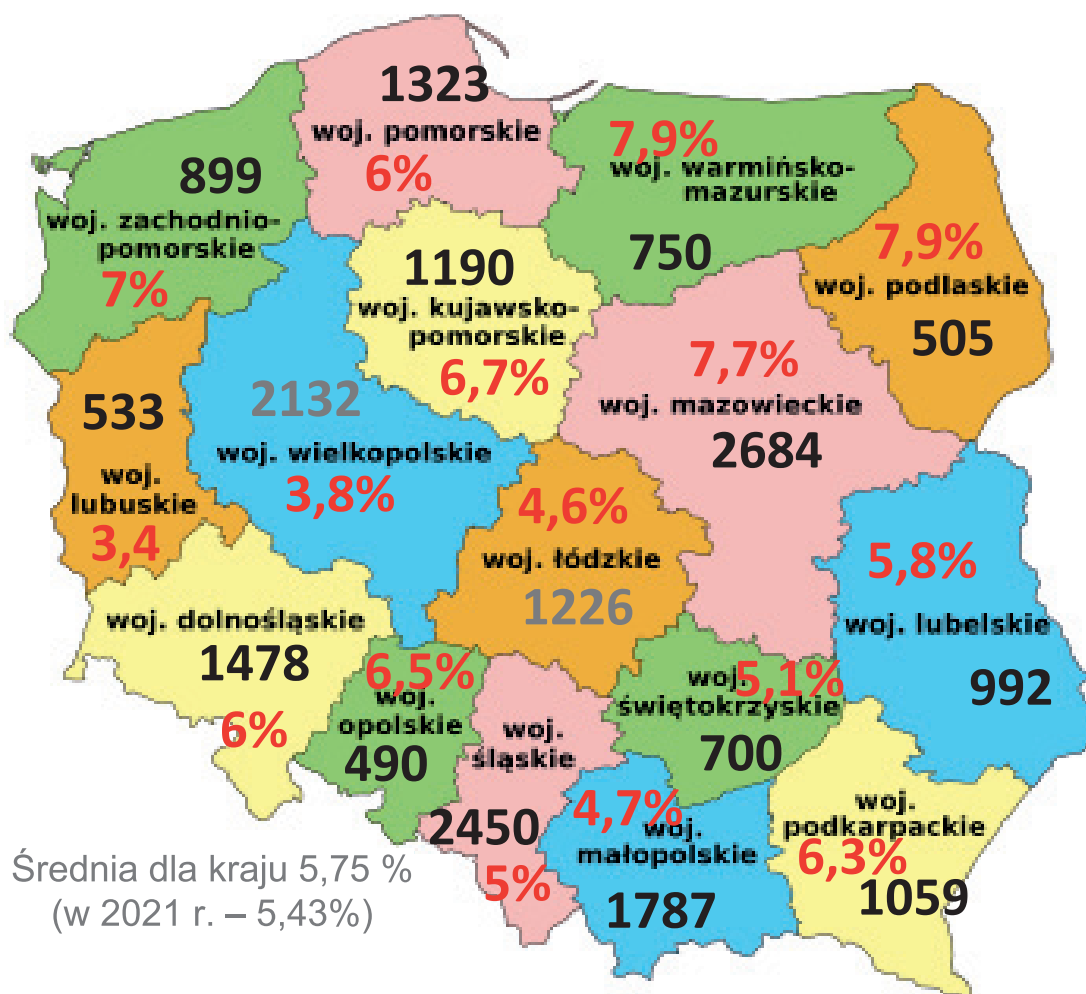 1323
woj. pomorskie
6%
899
woj. zachodnio-
pomorskie
7%
7,9%
woj. warmińsko-
mazurskie
750
7,9%
woj. podlaskie
505
1190
woj. kujawsko-
pomorskie
6,7%
7,7%
woj. mazowieckie
2684
533
woj.
lubuskie
3,4
2132
woj. wielkopolskie
3,8%
4,6%
woj. łódzkie
1226
5,8%
woj. lubelskie
992
woj. dolnośląskie
1478
6%
6,5%
woj.
opolskie
490
woj.
śląskie
2450
5%
5,1%
woj.
świętokrzyskie
700
4,7%
woj.
małopolskie
1787
woj.
podkarpackie
6,3%
1059
Średnia dla kraju 5,75 %
(w 2021 r. – 5,43%)